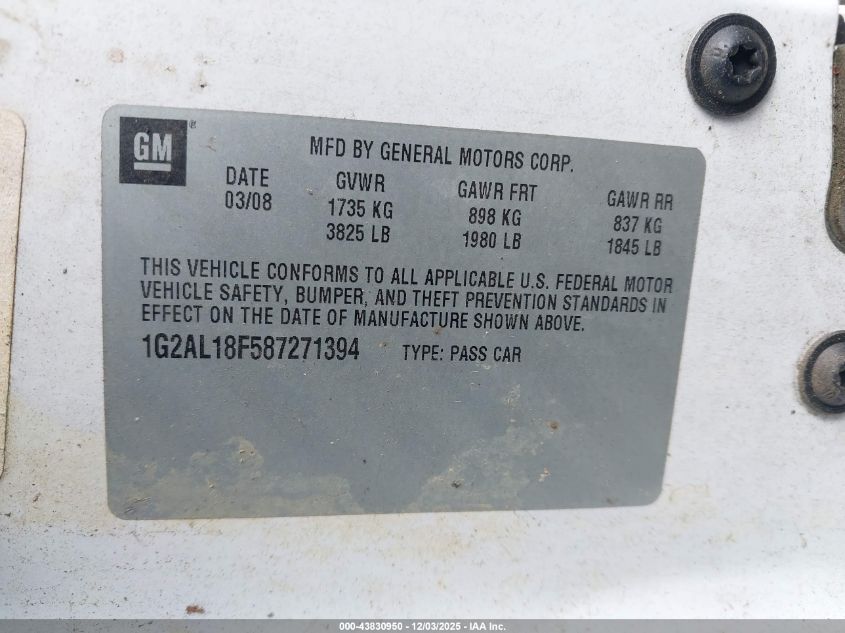 GM®
MFD BY GENERAL MOTORS CORP.
DATE GVWR GAWR FRT GAWR RR
03/08 1735 KG 898 KG 837 KG
3825 LB 1980 LB 1845 LB
THIS VEHICLE CONFORMS TO ALL APPLICABLE U.S. FEDERAL MOTOR
VEHICLE SAFETY, BUMPER, AND THEFT PREVENTION STANDARDS IN
EFFECT ON THE DATE OF MANUFACTURE SHOWN ABOVE.
1G2AL18F587271394 TYPE: PASS CAR
000-43830950 - 12/03/2025 - IAA Inc.